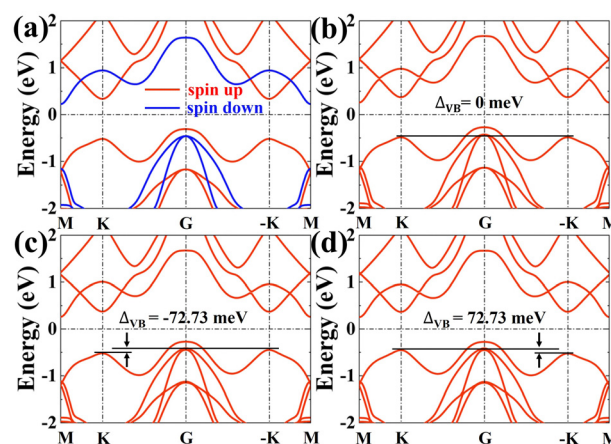 (a)
2
1
0
-1
-2
Energy (eV)
spin up
spin down
M K G -K M
(b)
2
1
0
-1
-2
Energy (eV)
Δ_VB = 0 meV
M K G -K M
(c)
2
1
0
-1
-2
Energy (eV)
Δ_VB = -72.73 meV
M K G -K M
(d)
2
1
0
-1
-2
Energy (eV)
Δ_VB = 72.73 meV
M K G -K M